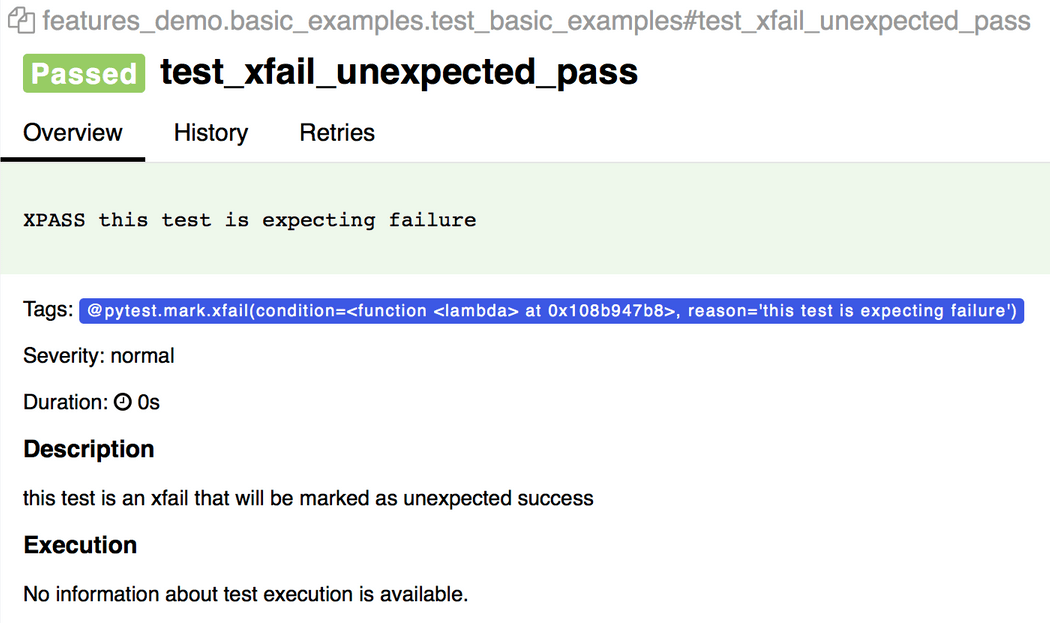 features_demo.basic_examples.test_basic_examples#test_xfail_unexpected_pass
Passed test_xfail_unexpected_pass
Overview History Retries
XPASS this test is expecting failure
Tags: @pytest.mark.xfail(condition=<function <lambda> at 0x108b947b8>, reason='this test is expecting failure')
Severity: normal
Duration: 0s
Description
this test is an xfail that will be marked as unexpected success
Execution
No information about test execution is available.